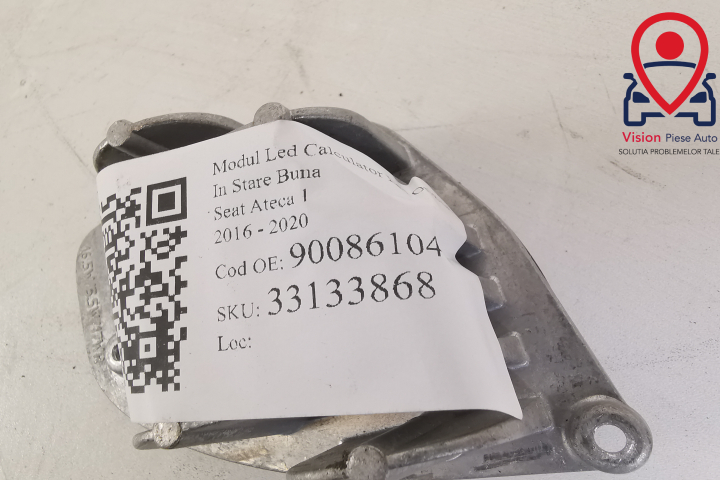 Modul Led Calculator
In Stare Buna
Seat Ateca 1
2016 - 2020
Cod OE: 90086104
SKU: 33133868
Loc:
Vision Piese Auto
SOLUTIA PROBLEMELOR TALE